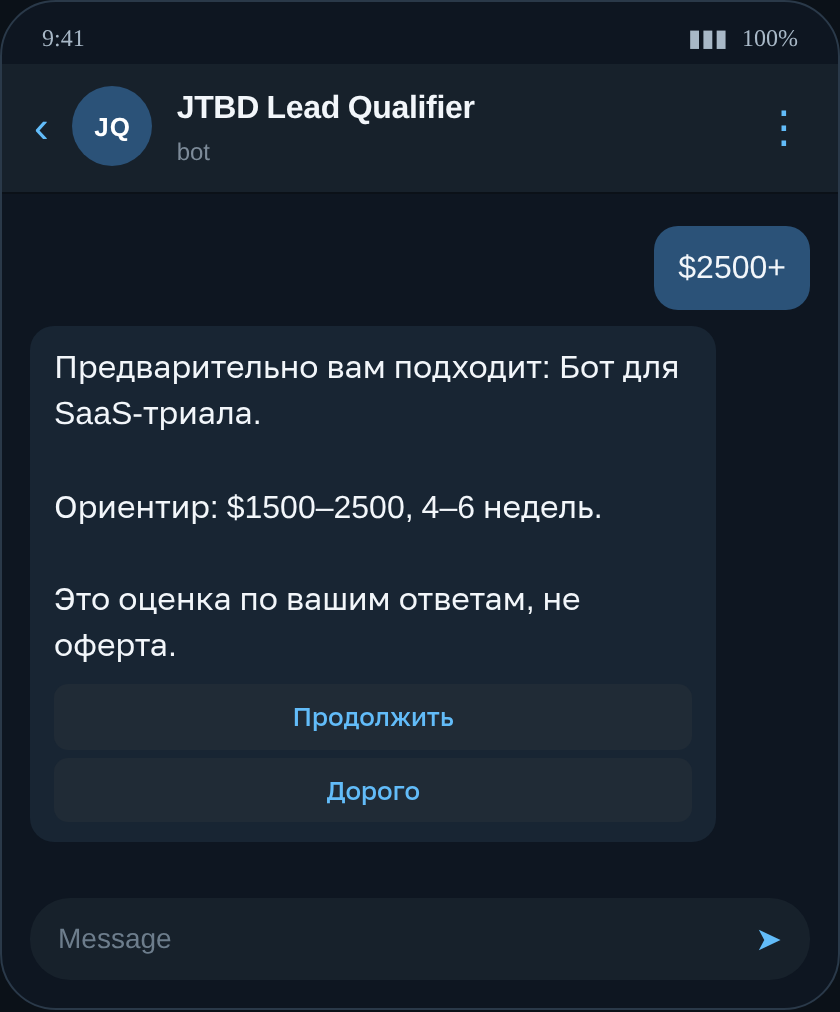 9:41
100%
‹
JQ
JTBD Lead Qualifier
bot
⋮
$2500+
Предварительно вам подходит: Бот для
SaaS-триала.
Ориентир: $1500–2500, 4–6 недель.
Это оценка по вашим ответам, не
оферта.
Продолжить
Дорого
Message
➤